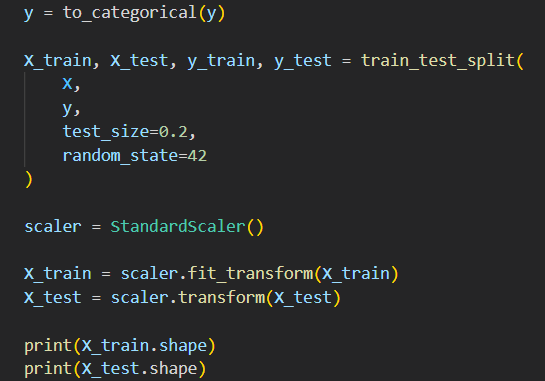 y = to_categorical(y)
X_train, X_test, y_train, y_test = train_test_split(
    X,
    y,
    test_size=0.2,
    random_state=42
)
scaler = StandardScaler()
X_train = scaler.fit_transform(X_train)
X_test = scaler.transform(X_test)
print(X_train.shape)
print(X_test.shape)